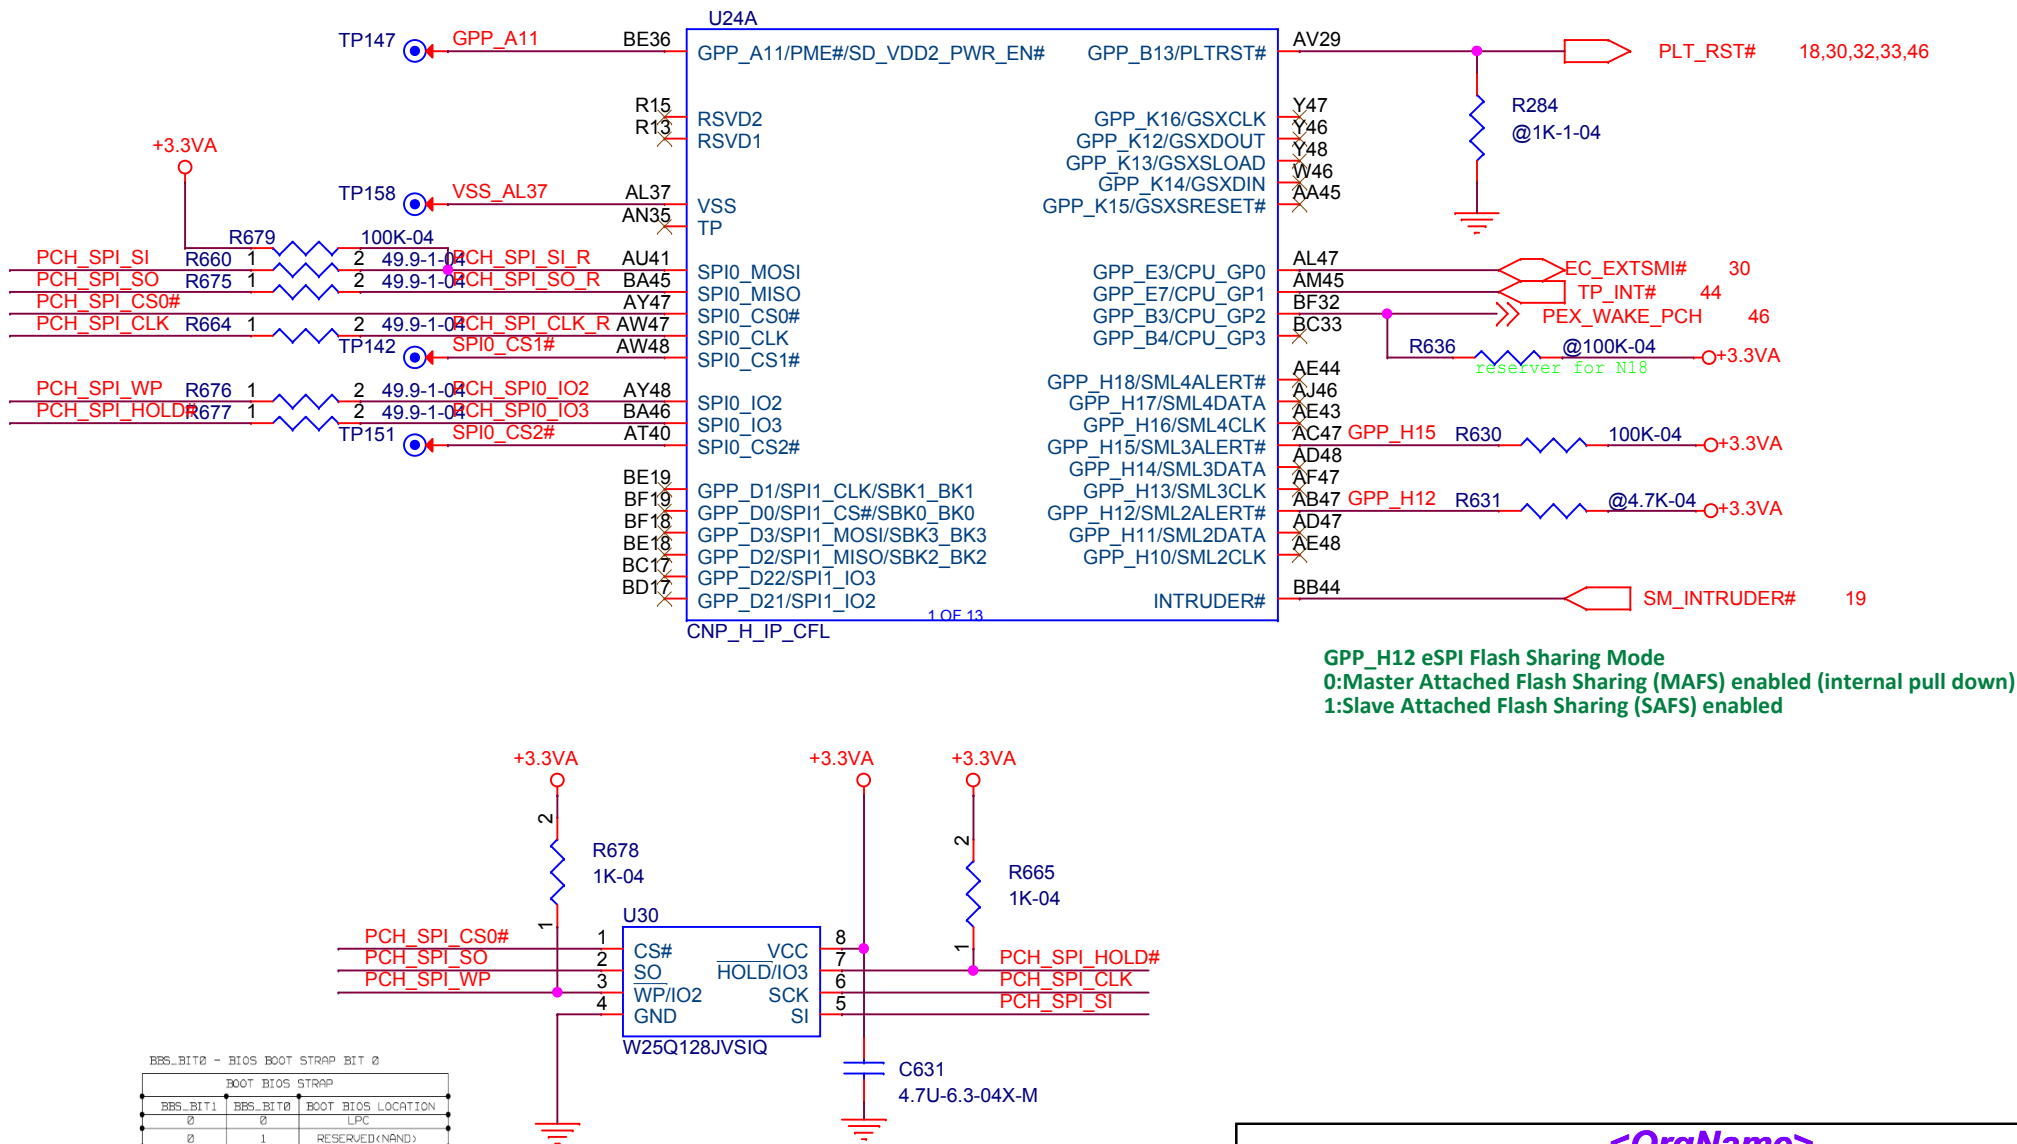 U24A
TP147 GPP_A11 BE36 GPP_A11/PME#/SD_VDD2_PWR_EN# GPP_B13/PLTRST# AV29 PLT_RST# 18,30,32,33,46
R15 RSVD2 GPP_K16/GSXCLK Y47
R13 RSVD1 GPP_K12/GSXDOUT Y46
GPP_K13/GSXSLOAD Y48
GPP_K14/GSXDIN W46
R284
@1K-1-04
+3.3VA
TP158 VSS_AL37 AL37 VSS GPP_K15/GSXSRESET# AA45
AN35 TP
R679 100K-04
PCH_SPI_SI R660 1 2 49.9-1-04 PCH_SPI_SI_R AU41 SPI0_MOSI GPP_E3/CPU_GP0 AL47 EC_EXTSMI# 30
PCH_SPI_SO R675 1 2 49.9-1-04 PCH_SPI_SO_R BA45 SPI0_MISO GPP_E7/CPU_GP1 AM45 TP_INT# 44
PCH_SPI_CS0# AY47 SPI0_CS0# GPP_B3/CPU_GP2 BF32 PEX_WAKE_PCH 46
PCH_SPI_CLK R664 1 2 49.9-1-04 PCH_SPI_CLK_R AW47 SPI0_CLK GPP_B4/CPU_GP3 BC33
TP142 SPI0_CS1# AW48 SPI0_CS1# R636 @100K-04 +3.3VA
reserver for N18
GPP_H18/SML4ALERT# AE44
PCH_SPI_WP R676 1 2 49.9-1-04 PCH_SPI0_IO2 AY48 SPI0_IO2 GPP_H17/SML4DATA AJ46
PCH_SPI_HOLD# R677 1 2 49.9-1-04 PCH_SPI0_IO3 BA46 SPI0_IO3 GPP_H16/SML4CLK AE43
TP151 SPI0_CS2# AT40 SPI0_CS2# GPP_H15/SML3ALERT# AC47 GPP_H15 R630 100K-04 +3.3VA
GPP_H14/SML3DATA AD48
BE19 GPP_D1/SPI1_CLK/SBK1_BK1 GPP_H13/SML3CLK AF47
BF19 GPP_D0/SPI1_CS#/SBK0_BK0 GPP_H12/SML2ALERT# AB47 GPP_H12 R631 @4.7K-04 +3.3VA
BF18 GPP_D3/SPI1_MOSI/SBK3_BK3 GPP_H11/SML2DATA AD47
BE18 GPP_D2/SPI1_MISO/SBK2_BK2 GPP_H10/SML2CLK AE48
BC17 GPP_D22/SPI1_IO3
BD17 GPP_D21/SPI1_IO2 INTRUDER# BB44 SM_INTRUDER# 19
1 OF 13
CNP_H_IP_CFL
GPP_H12 eSPI Flash Sharing Mode
0:Master Attached Flash Sharing (MAFS) enabled (internal pull down)
1:Slave Attached Flash Sharing (SAFS) enabled
+3.3VA +3.3VA +3.3VA
2 2
R678
1K-04
R665
1K-04
1 1
U30
PCH_SPI_CS0# 1 CS# VCC 8
PCH_SPI_SO 2 SO HOLD/IO3 7 PCH_SPI_HOLD#
PCH_SPI_WP 3 WP/IO2 SCK 6 PCH_SPI_CLK
4 GND SI 5 PCH_SPI_SI
W25Q128JVSIQ
C631
4.7U-6.3-04X-M
BBS_BIT0 - BIOS BOOT STRAP BIT 0
BOOT BIOS STRAP
BBS_BIT1 BBS_BIT0 BOOT BIOS LOCATION
0 0 LPC
0 1 RESERVED(NAND)
<OrgName>